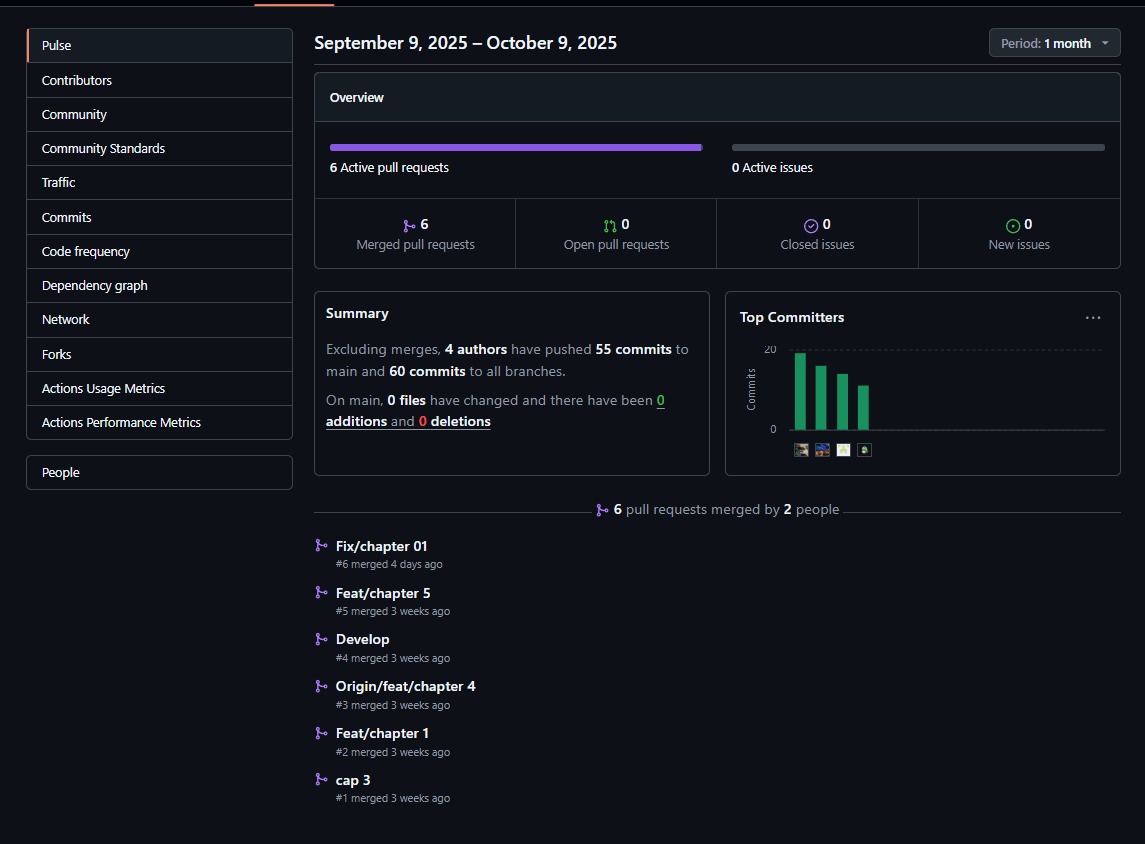 Pulse
Contributors
Community
Community Standards
Traffic
Commits
Code frequency
Dependency graph
Network
Forks
Actions Usage Metrics
Actions Performance Metrics
People
September 9, 2025 – October 9, 2025
Period: 1 month
Overview
6 Active pull requests
0 Active issues
6
Merged pull requests
0
Open pull requests
0
Closed issues
0
New issues
Summary
Excluding merges, 4 authors have pushed 55 commits to
main and 60 commits to all branches.
On main, 0 files have changed and there have been 0
additions and 0 deletions
Top Committers
20
Commits
0
6 pull requests merged by 2 people
Fix/chapter 01
#6 merged 4 days ago
Feat/chapter 5
#5 merged 3 weeks ago
Develop
#4 merged 3 weeks ago
Origin/feat/chapter 4
#3 merged 3 weeks ago
Feat/chapter 1
#2 merged 3 weeks ago
cap 3
#1 merged 3 weeks ago